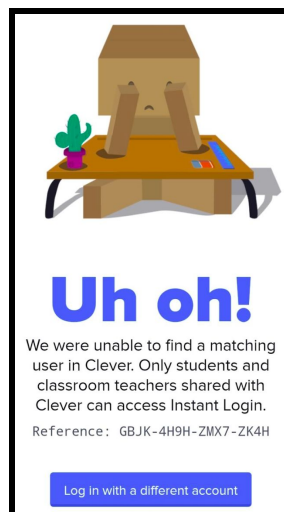 Uh oh!
We were unable to find a matching
user in Clever. Only students and
classroom teachers shared with
Clever can access Instant Login.
Reference: GBJK-4H9H-ZMX7-ZK4H
Log in with a different account